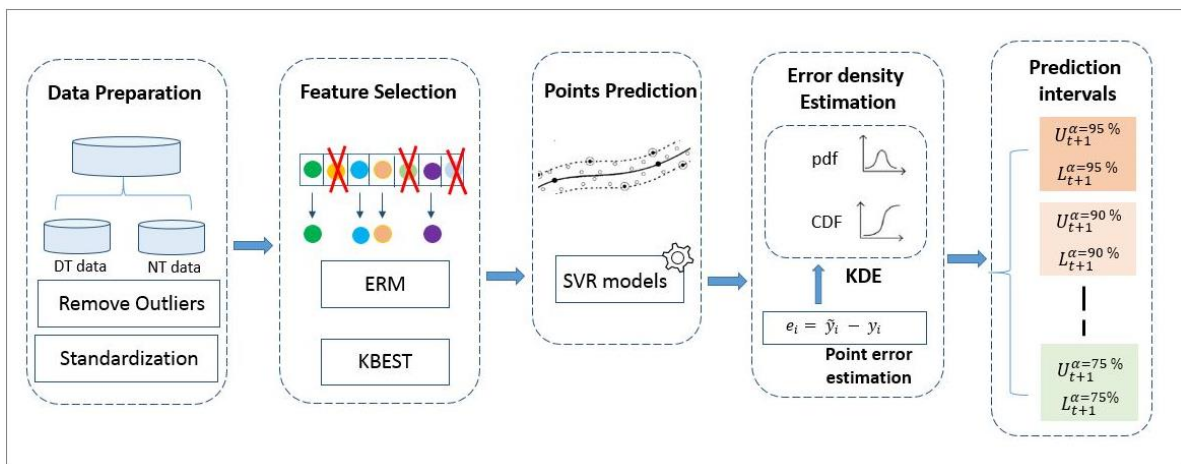 Data Preparation
DT data
NT data
Remove Outliers
Standardization
Feature Selection
ERM
KBEST
Points Prediction
SVR models
Error density
Estimation
pdf
CDF
KDE
e_i = ỹ_i − y_i
Point error
estimation
Prediction
intervals
U_{t+1}^{α=95 %}
L_{t+1}^{α=95 %}
U_{t+1}^{α=90 %}
L_{t+1}^{α=90 %}
U_{t+1}^{α=75 %}
L_{t+1}^{α=75%}